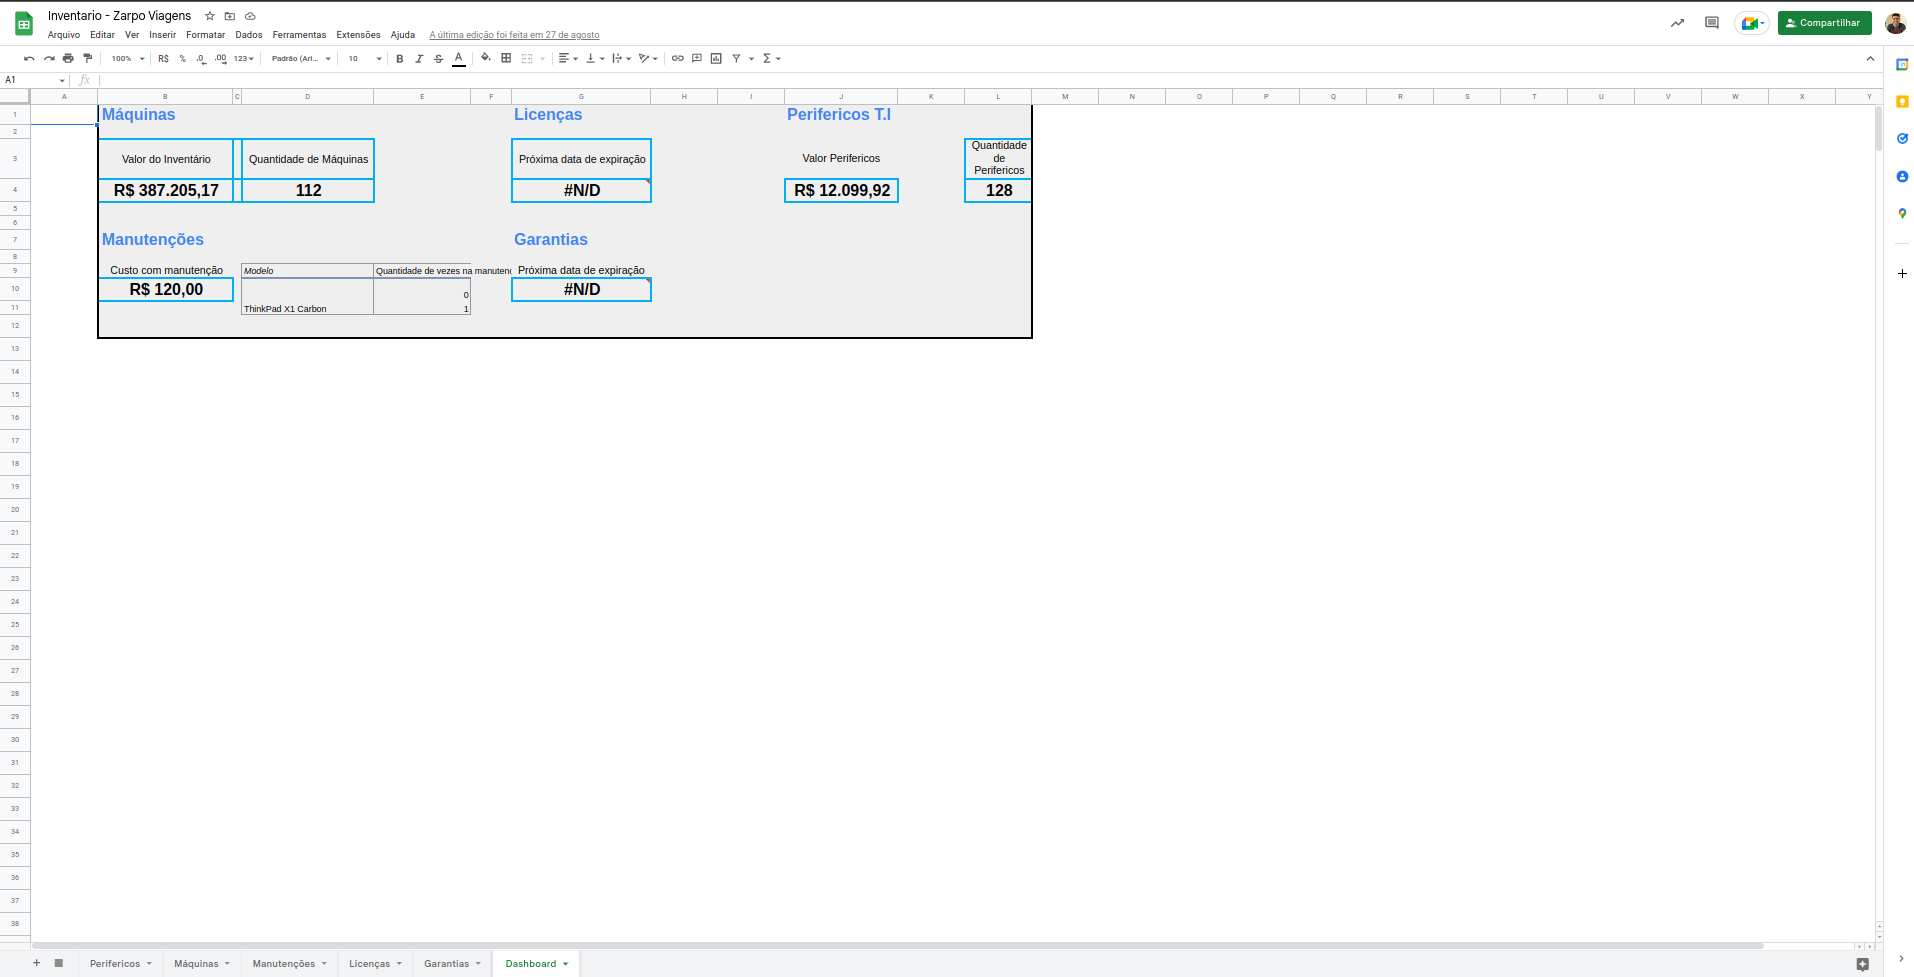 Inventario - Zarpo Viagens
Compartilhar
Arquivo Editar Ver Inserir Formatar Dados Ferramentas Extensões Ajuda A última edição foi feita em 27 de agosto
100% R$ % .0 .00 123 Padrão (Ari... 10 B I S A Σ
A1 fx
A B C D E F G H I J K L M N O P Q R S T U V W X Y
1 Máquinas Licenças Perifericos T.I
2
3 Valor do Inventário Quantidade de Máquinas Próxima data de expiração Valor Perifericos Quantidade
de
Perifericos
4 R$ 387.205,17 112 #N/D R$ 12.099,92 128
5
6
7 Manutenções Garantias
8
9 Custo com manutenção Modelo Quantidade de vezes na manutenç Próxima data de expiração
10 R$ 120,00 0 #N/D
11 ThinkPad X1 Carbon 1
12
13
14
15
16
17
18
19
20
21
22
23
24
25
26
27
28
29
30
31
32
33
34
35
36
37
38
Perifericos Máquinas Manutenções Licenças Garantias Dashboard